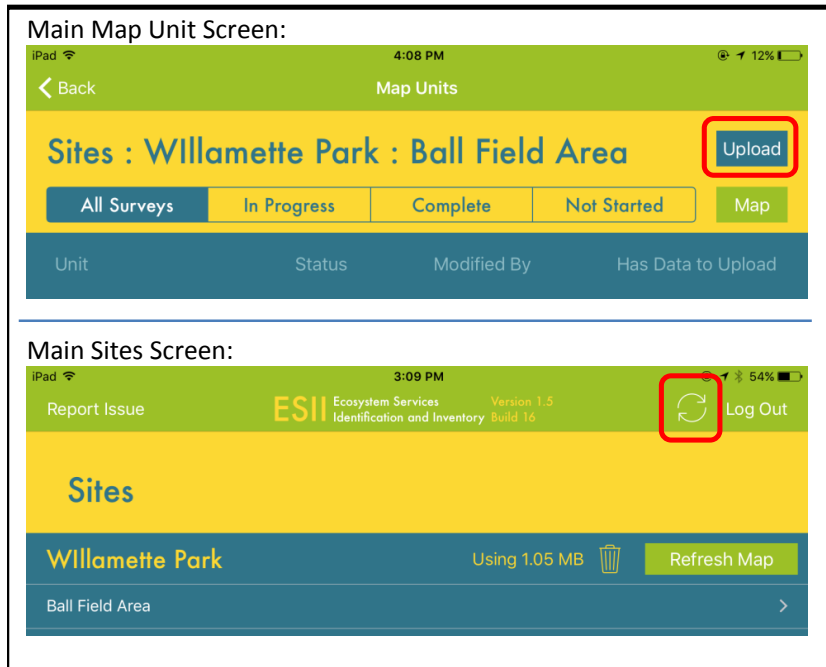 Main Map Unit Screen:
iPad 4:08 PM 12%
Back Map Units
Sites : WIllamette Park : Ball Field Area Upload
All Surveys In Progress Complete Not Started Map
Unit Status Modified By Has Data to Upload
Main Sites Screen:
iPad 3:09 PM 54%
Report Issue ESII Ecosystem Services Version 1.5 Log Out
Identification and Inventory Build 16
Sites
WIllamette Park Using 1.05 MB Refresh Map
Ball Field Area